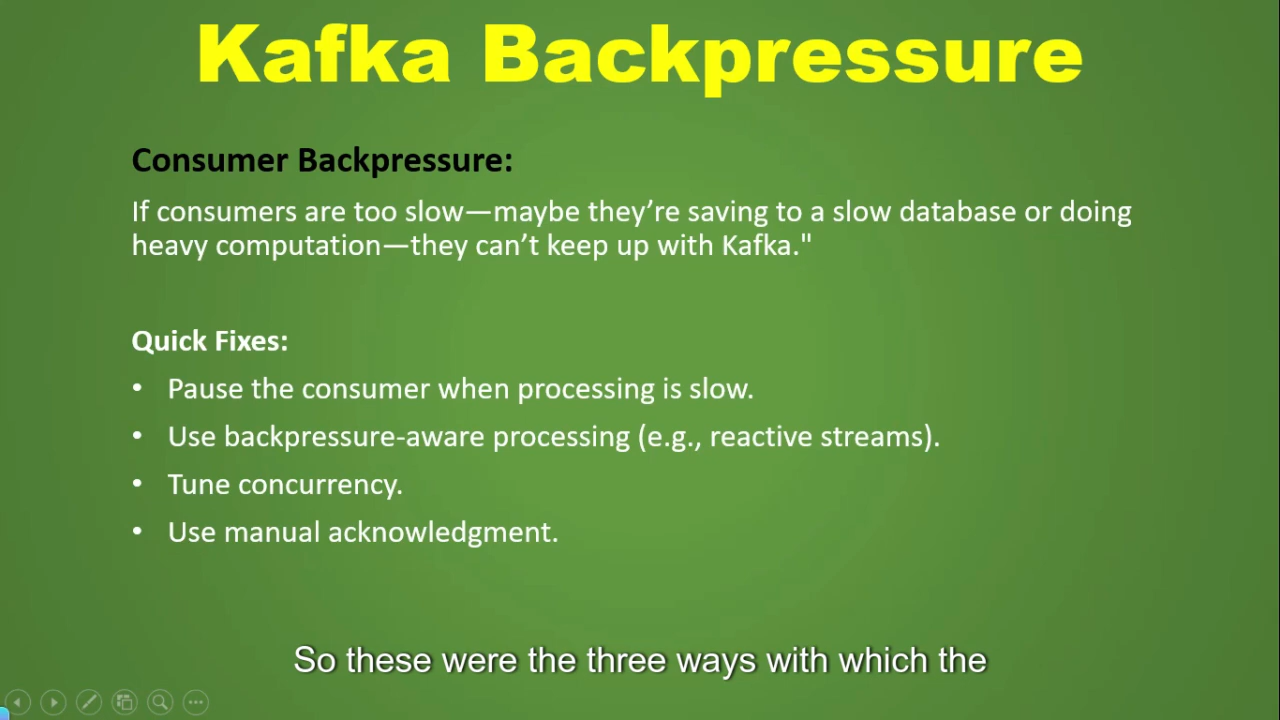 Kafka Backpressure
Consumer Backpressure:
If consumers are too slow—maybe they’re saving to a slow database or doing
heavy computation—they can’t keep up with Kafka."
Quick Fixes:
• Pause the consumer when processing is slow.
• Use backpressure-aware processing (e.g., reactive streams).
• Tune concurrency.
• Use manual acknowledgment.
So these were the three ways with which the